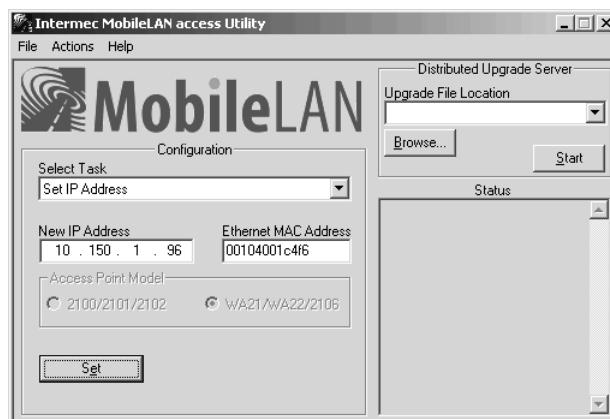 Intermec MobileLAN access Utility
File Actions Help
MobileLAN
Configuration
Select Task
Set IP Address
New IP Address Ethernet MAC Address
10 . 150 . 1 . 96 00104001c4f6
Access Point Model
2100/2101/2102 WA21/WA22/2106
Set
Distributed Upgrade Server
Upgrade File Location
Browse...
Start
Status